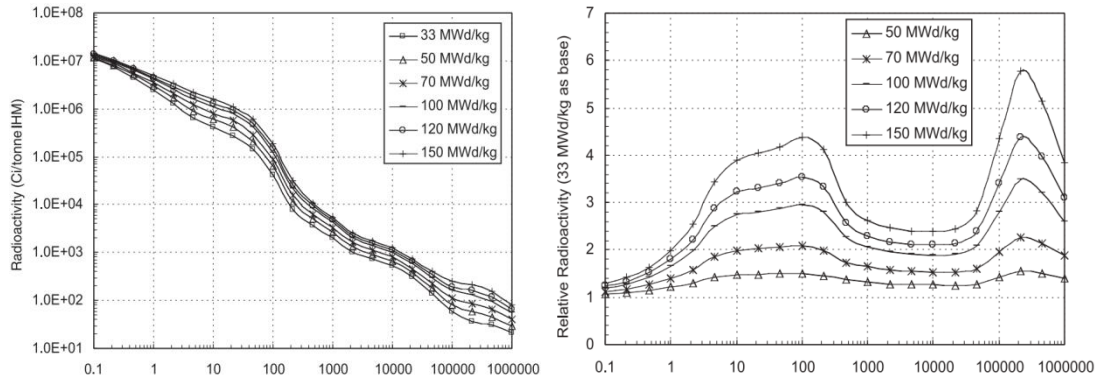 1.0E+08
1.0E+07
1.0E+06
1.0E+05
1.0E+04
1.0E+03
1.0E+02
1.0E+01
Radioactivity (Ci/tonneIHM)
33 MWd/kg
50 MWd/kg
70 MWd/kg
100 MWd/kg
120 MWd/kg
150 MWd/kg
0.1 1 10 100 1000 10000 100000 1000000
7
6
5
4
3
2
1
0
Relative Radioactivity (33 MWd/kg as base)
50 MWd/kg
70 MWd/kg
100 MWd/kg
120 MWd/kg
150 MWd/kg
0.1 1 10 100 1000 10000 100000 1000000